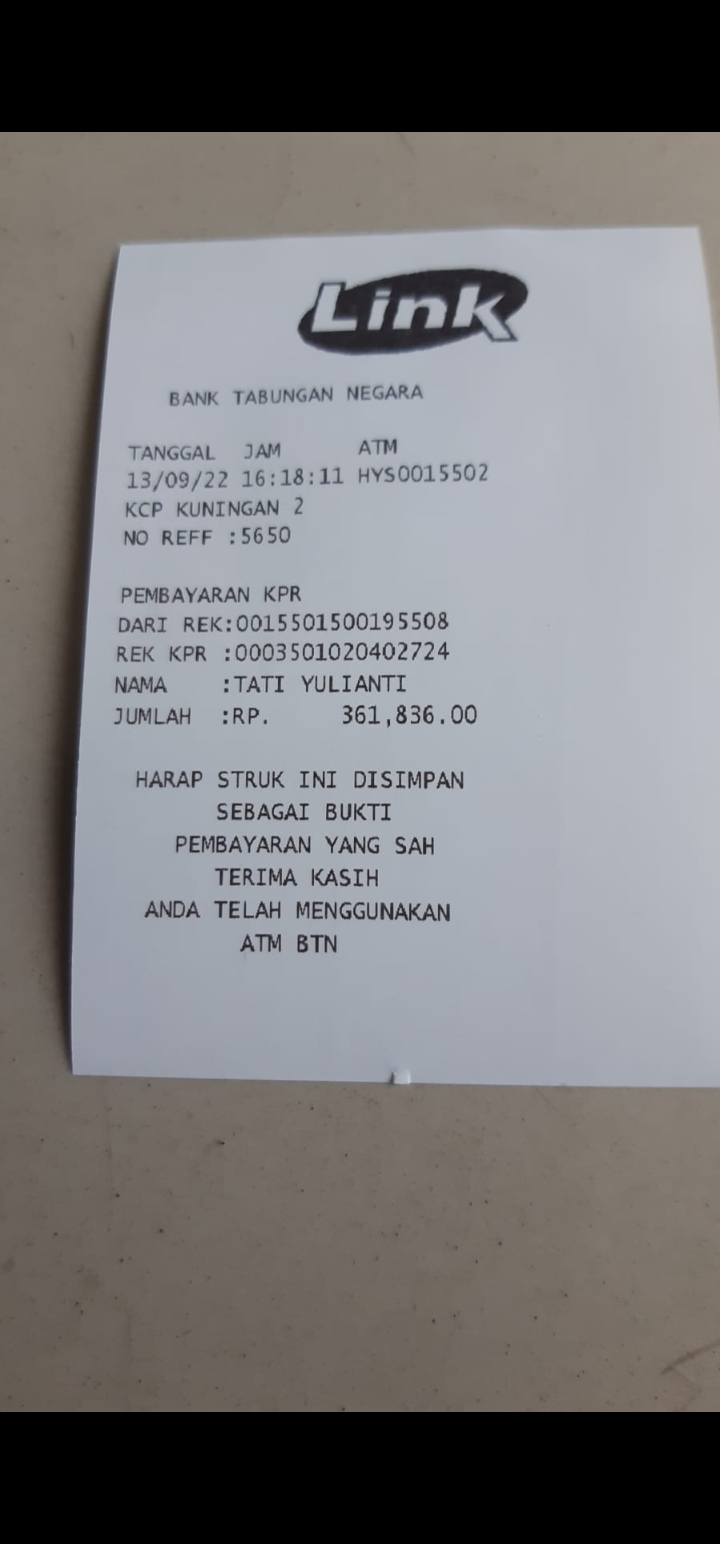 Link
BANK TABUNGAN NEGARA
TANGGAL JAM ATM
13/09/22 16:18:11 HYS0015502
KCP KUNINGAN 2
NO REFF :5650
PEMBAYARAN KPR
DARI REK:0015501500195508
REK KPR :0003501020402724
NAMA :TATI YULIANTI
JUMLAH :RP. 361,836.00
HARAP STRUK INI DISIMPAN
SEBAGAI BUKTI
PEMBAYARAN YANG SAH
TERIMA KASIH
ANDA TELAH MENGGUNAKAN
ATM BTN